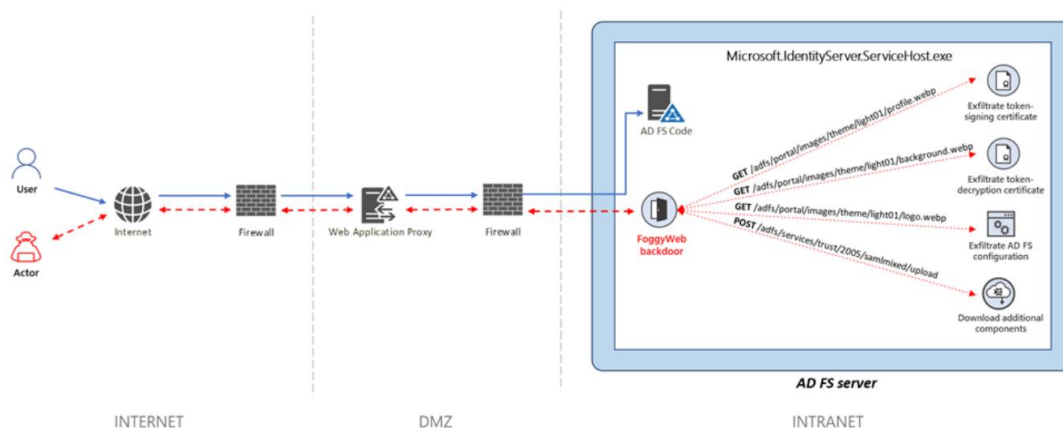 Microsoft.IdentityServer.ServiceHost.exe
AD FS Code
GET /adfs/portal/images/theme/light01/profile.webp
Exfiltrate token-
signing certificate
GET /adfs/portal/images/theme/light01/background.webp
Exfiltrate token-
decryption certificate
GET /adfs/portal/images/theme/light01/logo.webp
Exfiltrate AD FS
configuration
POST /adfs/services/trust/2005/samlmixed/upload
Download additional
components
User
Actor
Internet
Firewall
Web Application Proxy
Firewall
FoggyWeb
backdoor
AD FS server
INTERNET
DMZ
INTRANET